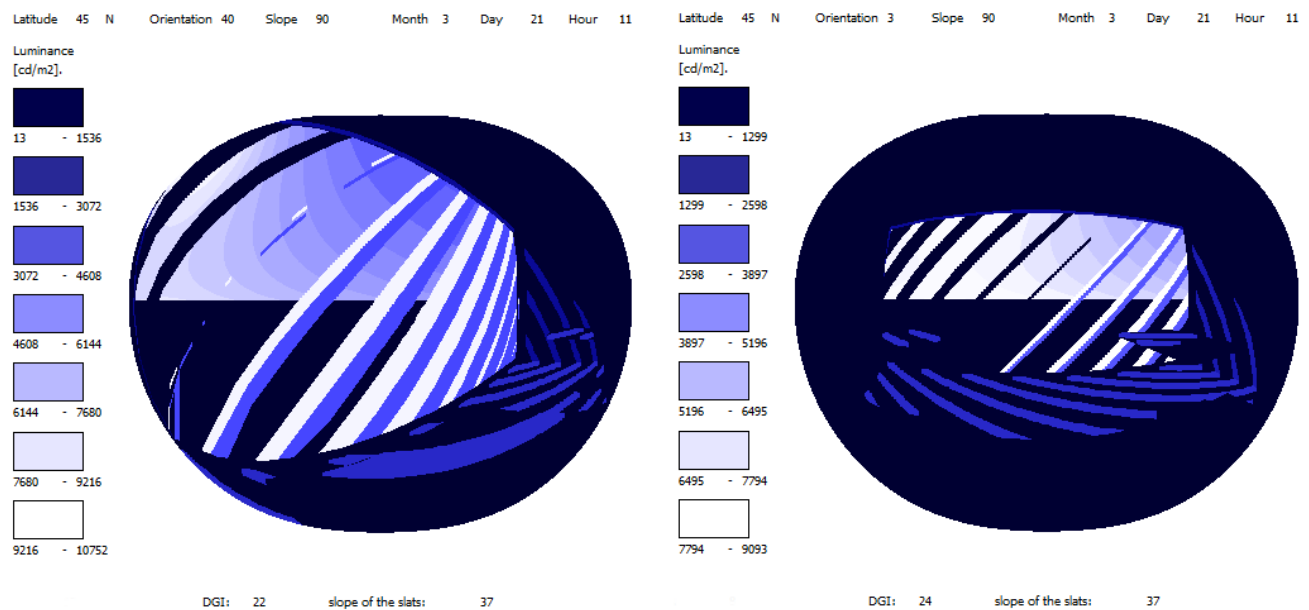 Latitude 45 N Orientation 40 Slope 90 Month 3 Day 21 Hour 11
Luminance
[cd/m2].
13 - 1536
1536 - 3072
3072 - 4608
4608 - 6144
6144 - 7680
7680 - 9216
9216 - 10752
DGI: 22 slope of the slats: 37
Latitude 45 N Orientation 3 Slope 90 Month 3 Day 21 Hour 11
Luminance
[cd/m2].
13 - 1299
1299 - 2598
2598 - 3897
3897 - 5196
5196 - 6495
6495 - 7794
7794 - 9093
DGI: 24 slope of the slats: 37